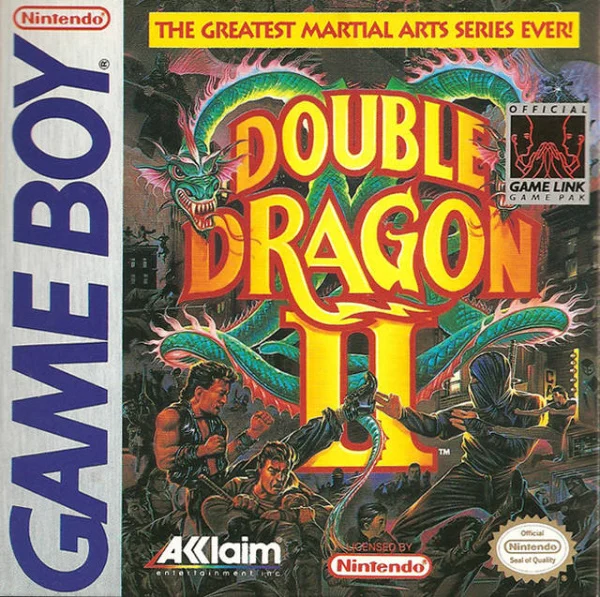 Nintendo®
GAME BOY®
THE GREATEST MARTIAL ARTS SERIES EVER!
OFFICIAL
GAME LINK
GAME PAK
DOUBLE
DRAGON
II
™
AKKlaim
entertainment inc.
LICENSED BY
Nintendo®
Official
Nintendo
Seal of Quality